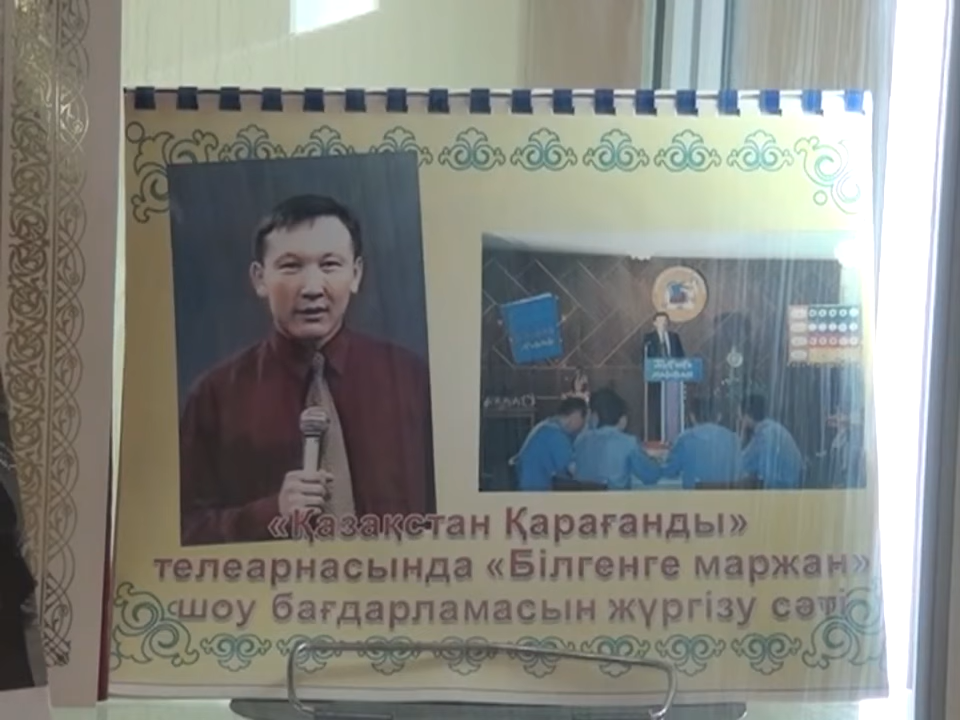 «Қазақстан Қарағанды»
телеарнасында «Білгенге маржан»
шоу бағдарламасын жүргізу сәті